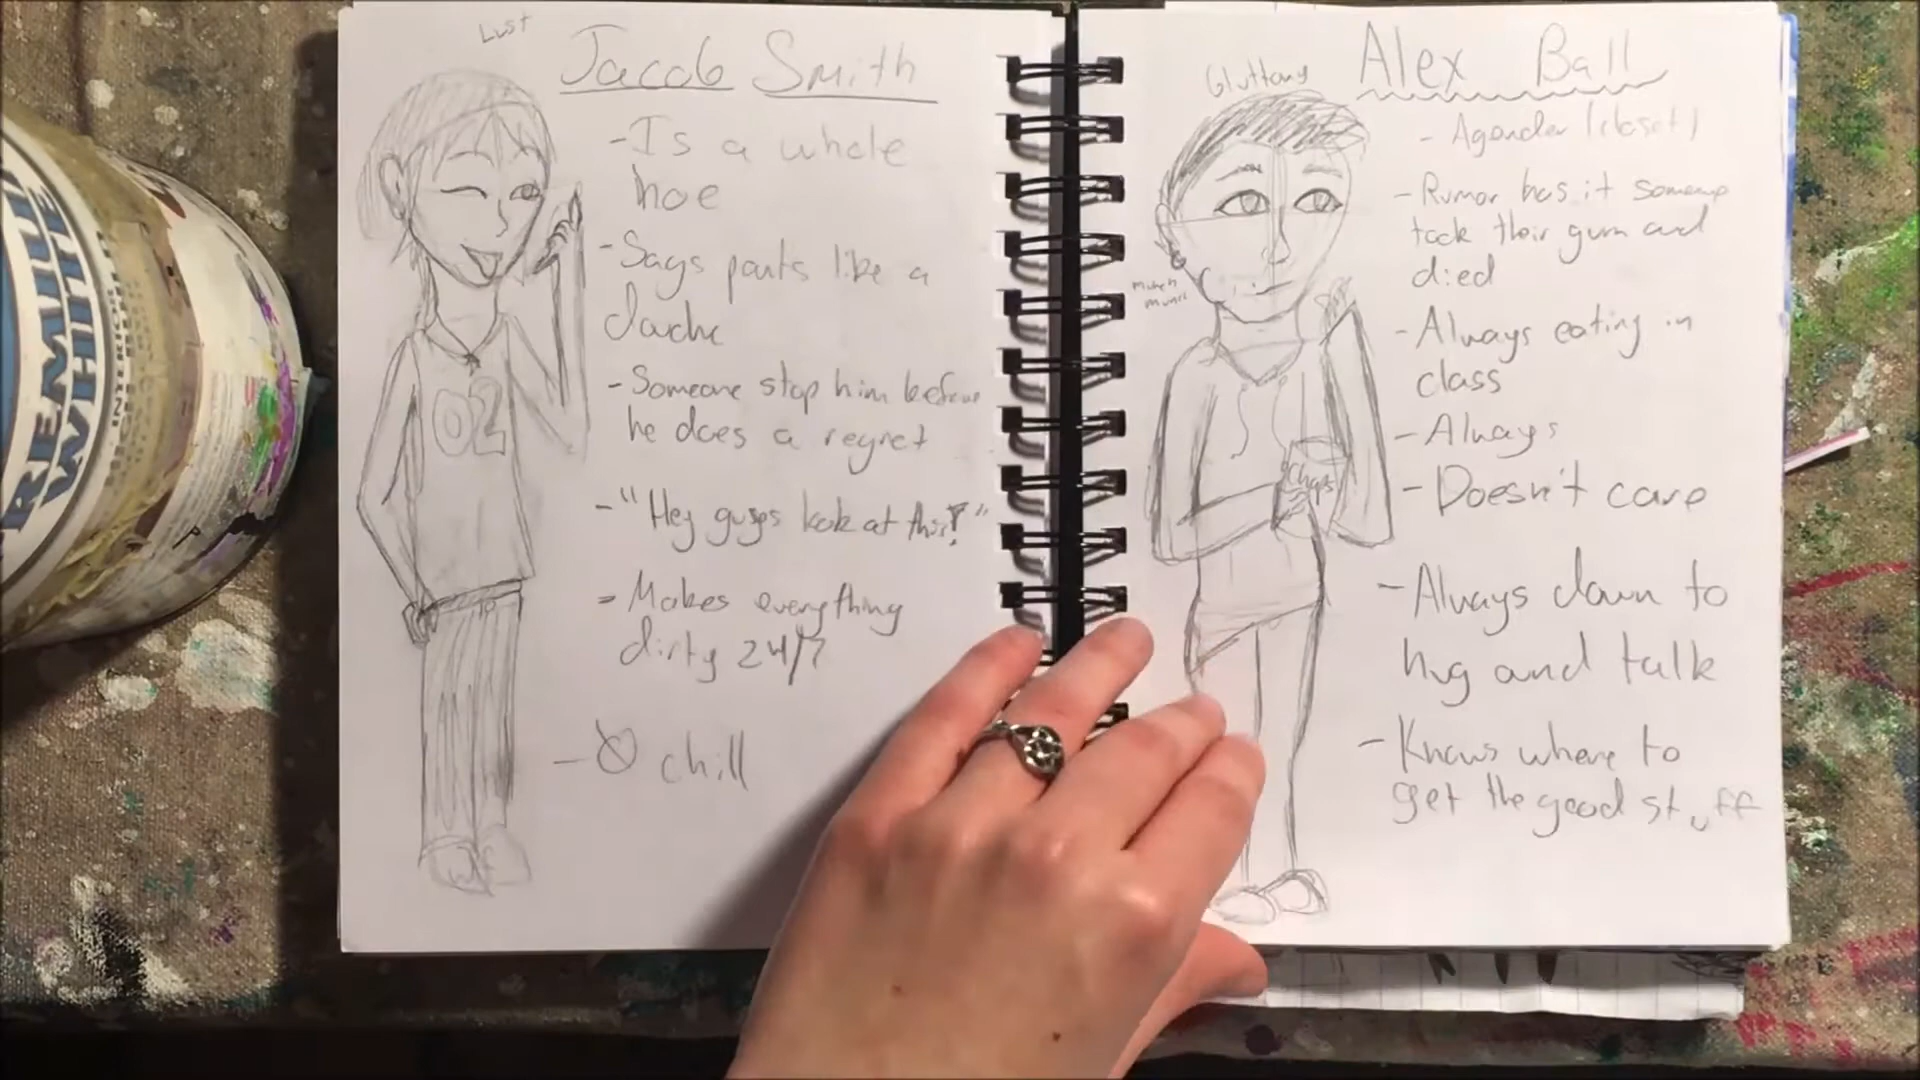 Lust
Jacob Smith
- Is a whole
hoe
- Says pants like a
douche
- Someone stop him before
he does a regret
- "Hey guyes look at this!"
- Makes everything
dirty 24/7
- chill
02
Gluttony
Alex Ball
- Agender (closet)
- Rumor has it someone
took their gum and
died
- Always eating in
class
- Always
- Doesn't care
- Always down to
hug and talk
- Knows where to
get the good stuff
munch
munch
Chips
REMIUM
WHITE
INTERIOR